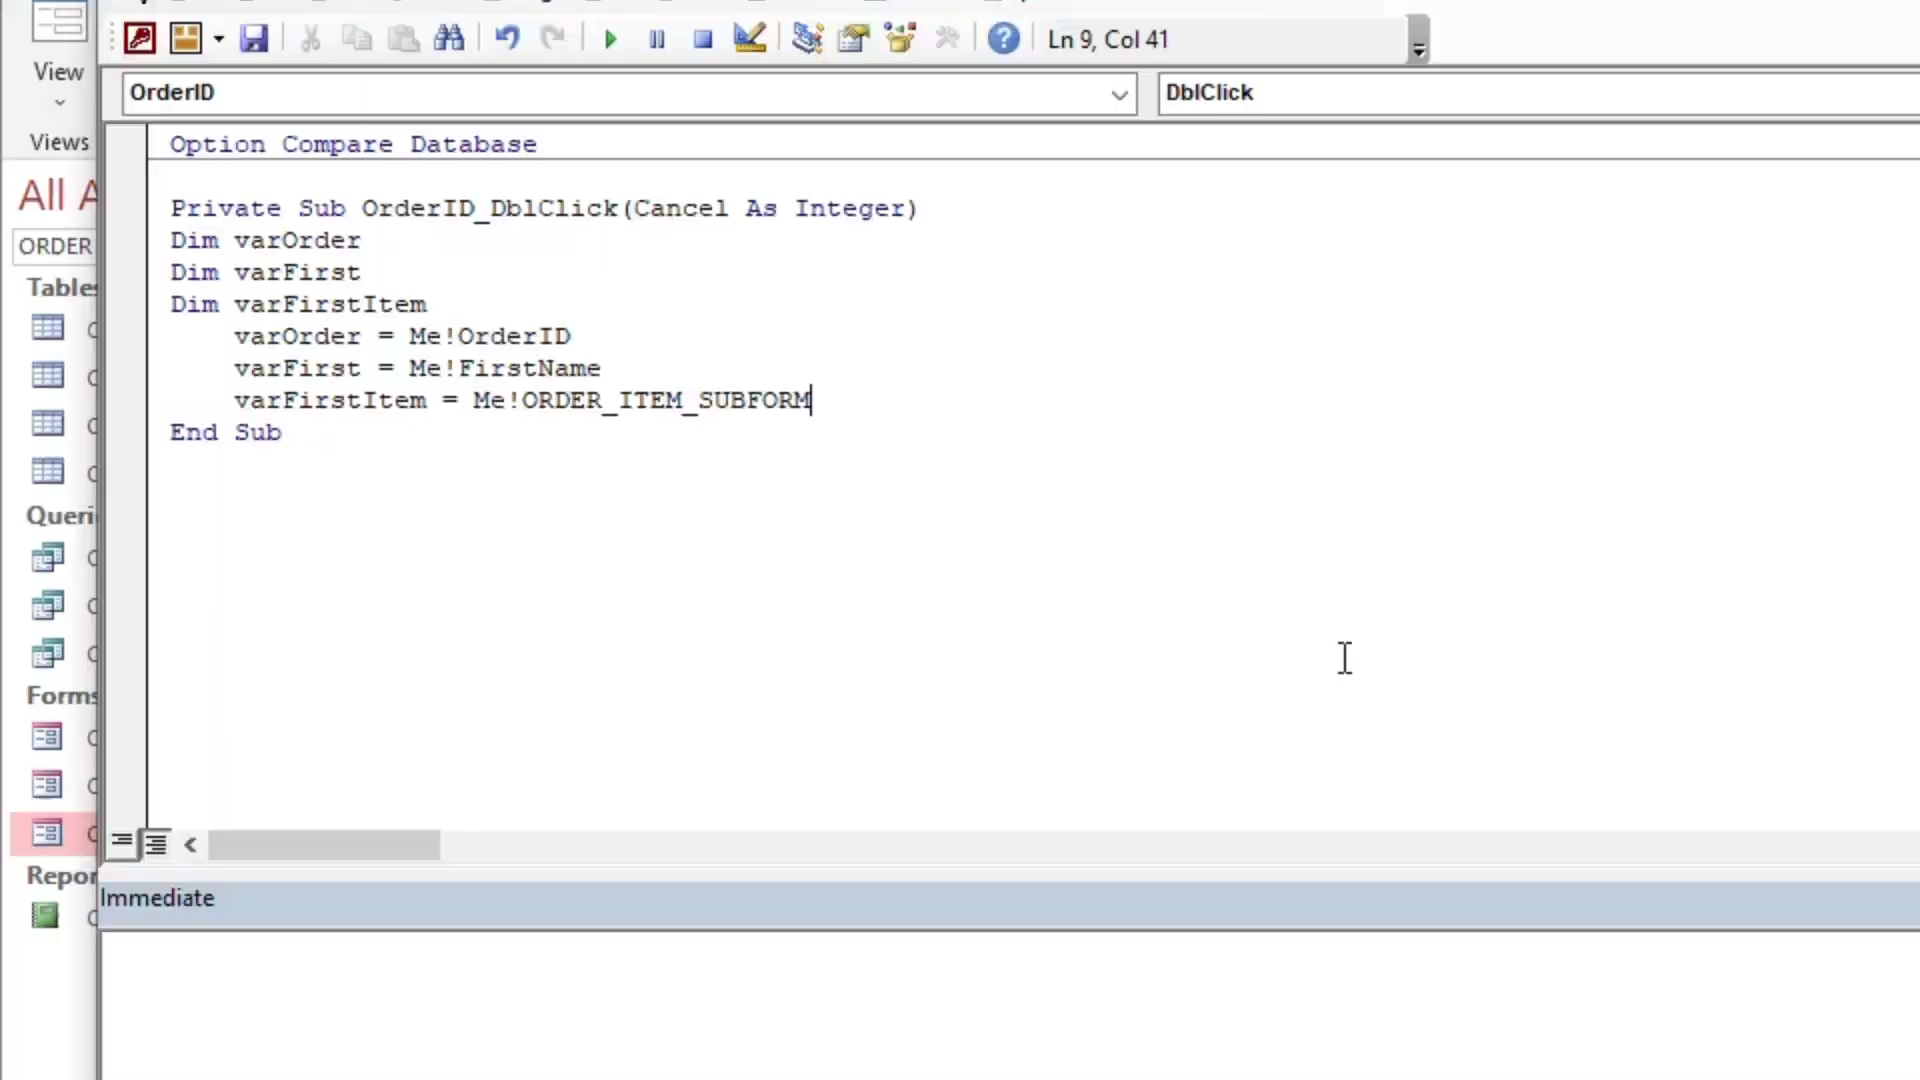 Ln 9, Col 41
View
Views
OrderID
DblClick
Option Compare Database
Private Sub OrderID_DblClick(Cancel As Integer)
Dim varOrder
Dim varFirst
Dim varFirstItem
varOrder = Me!OrderID
varFirst = Me!FirstName
varFirstItem = Me!ORDER_ITEM_SUBFORM
End Sub
All A
ORDER
Tables
Queri
Forms
Repor
Immediate